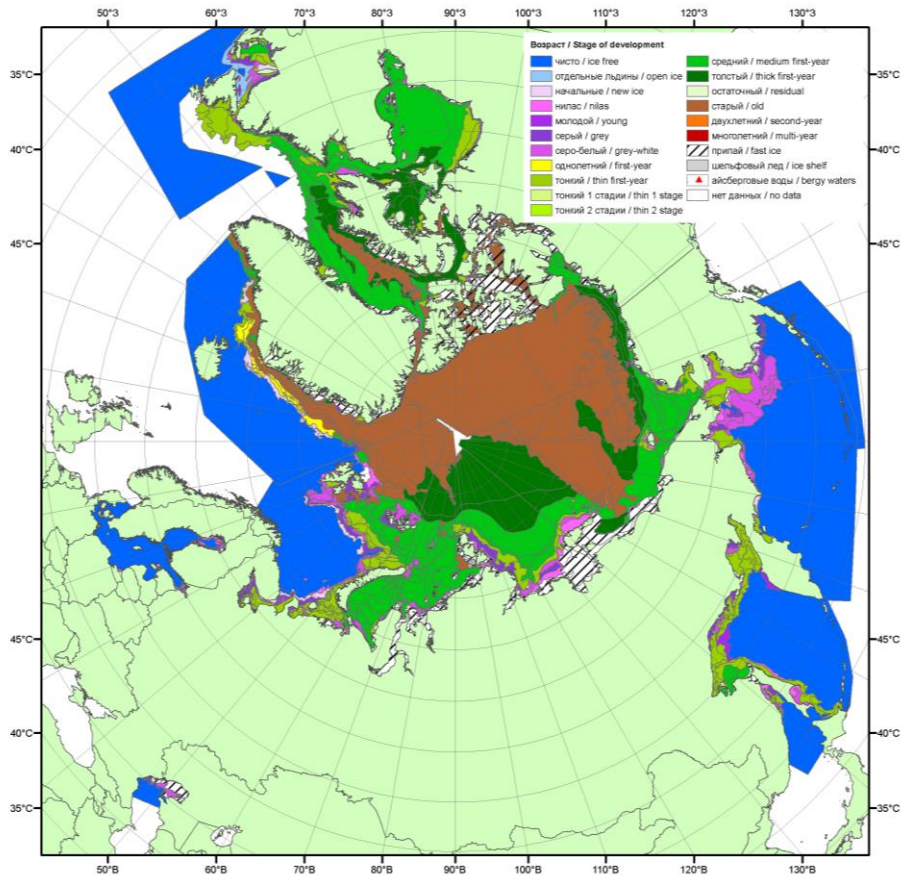 50°З 60°З 70°З 80°З 90°З 100°З 110°З 120°З 130°З
Возраст / Stage of development
чисто / ice free
отдельные льдины / open ice
начальные / new ice
нилас / nilas
молодой / young
серый / grey
серо-белый / grey-white
однолетний / first-year
тонкий / thin first-year
тонкий 1 стадии / thin 1 stage
тонкий 2 стадии / thin 2 stage
средний / medium first-year
толстый / thick first-year
остаточный / residual
старый / old
двухлетний / second-year
многолетний / multi-year
припай / fast ice
шельфовый лед / ice shelf
айсберговые воды / bergy waters
нет данных / no data
35°С 35°С
40°С 40°С
45°С 45°С
45°С 45°С
40°С 40°С
35°С 35°С
50°В 60°В 70°В 80°В 90°В 100°В 110°В 120°В 130°В